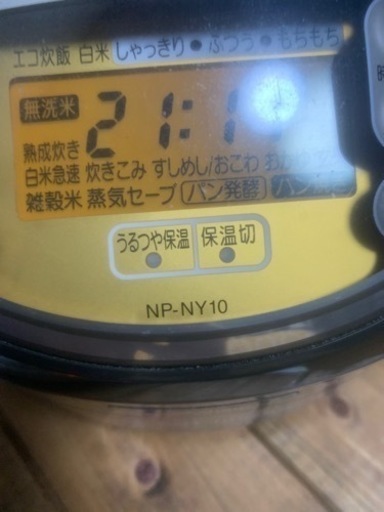 エコ炊飯 白米 しゃっきり●ふつう●もちもち
無洗米 21:1
熟成炊き
白米急速 炊きこみ すしめし/おこわ
雑穀米 蒸気セーブ パン発酵
うるつや保温 保温切
NP-NY10